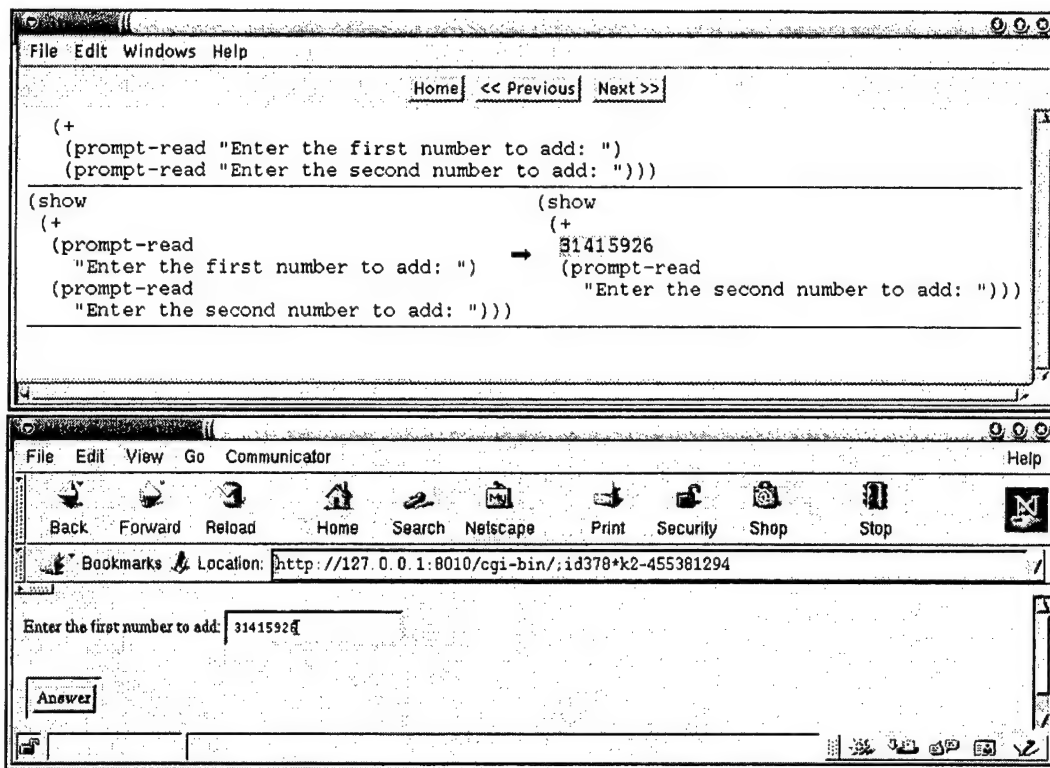 File Edit Windows Help
Home << Previous Next >>
(+
(prompt-read "Enter the first number to add: ")
(prompt-read "Enter the second number to add: ")))
(show
(+
(prompt-read
"Enter the first number to add: ")
(prompt-read
"Enter the second number to add: ")))
→
(show
(+
31415926
(prompt-read
"Enter the second number to add: ")))
File Edit View Go Communicator Help
Back Forward Reload Home Search Netscape Print Security Shop Stop
Bookmarks Location: http://127.0.0.1:8010/cgi-bin/;id378*k2-455381294
Enter the first number to add: 31415926
Answer